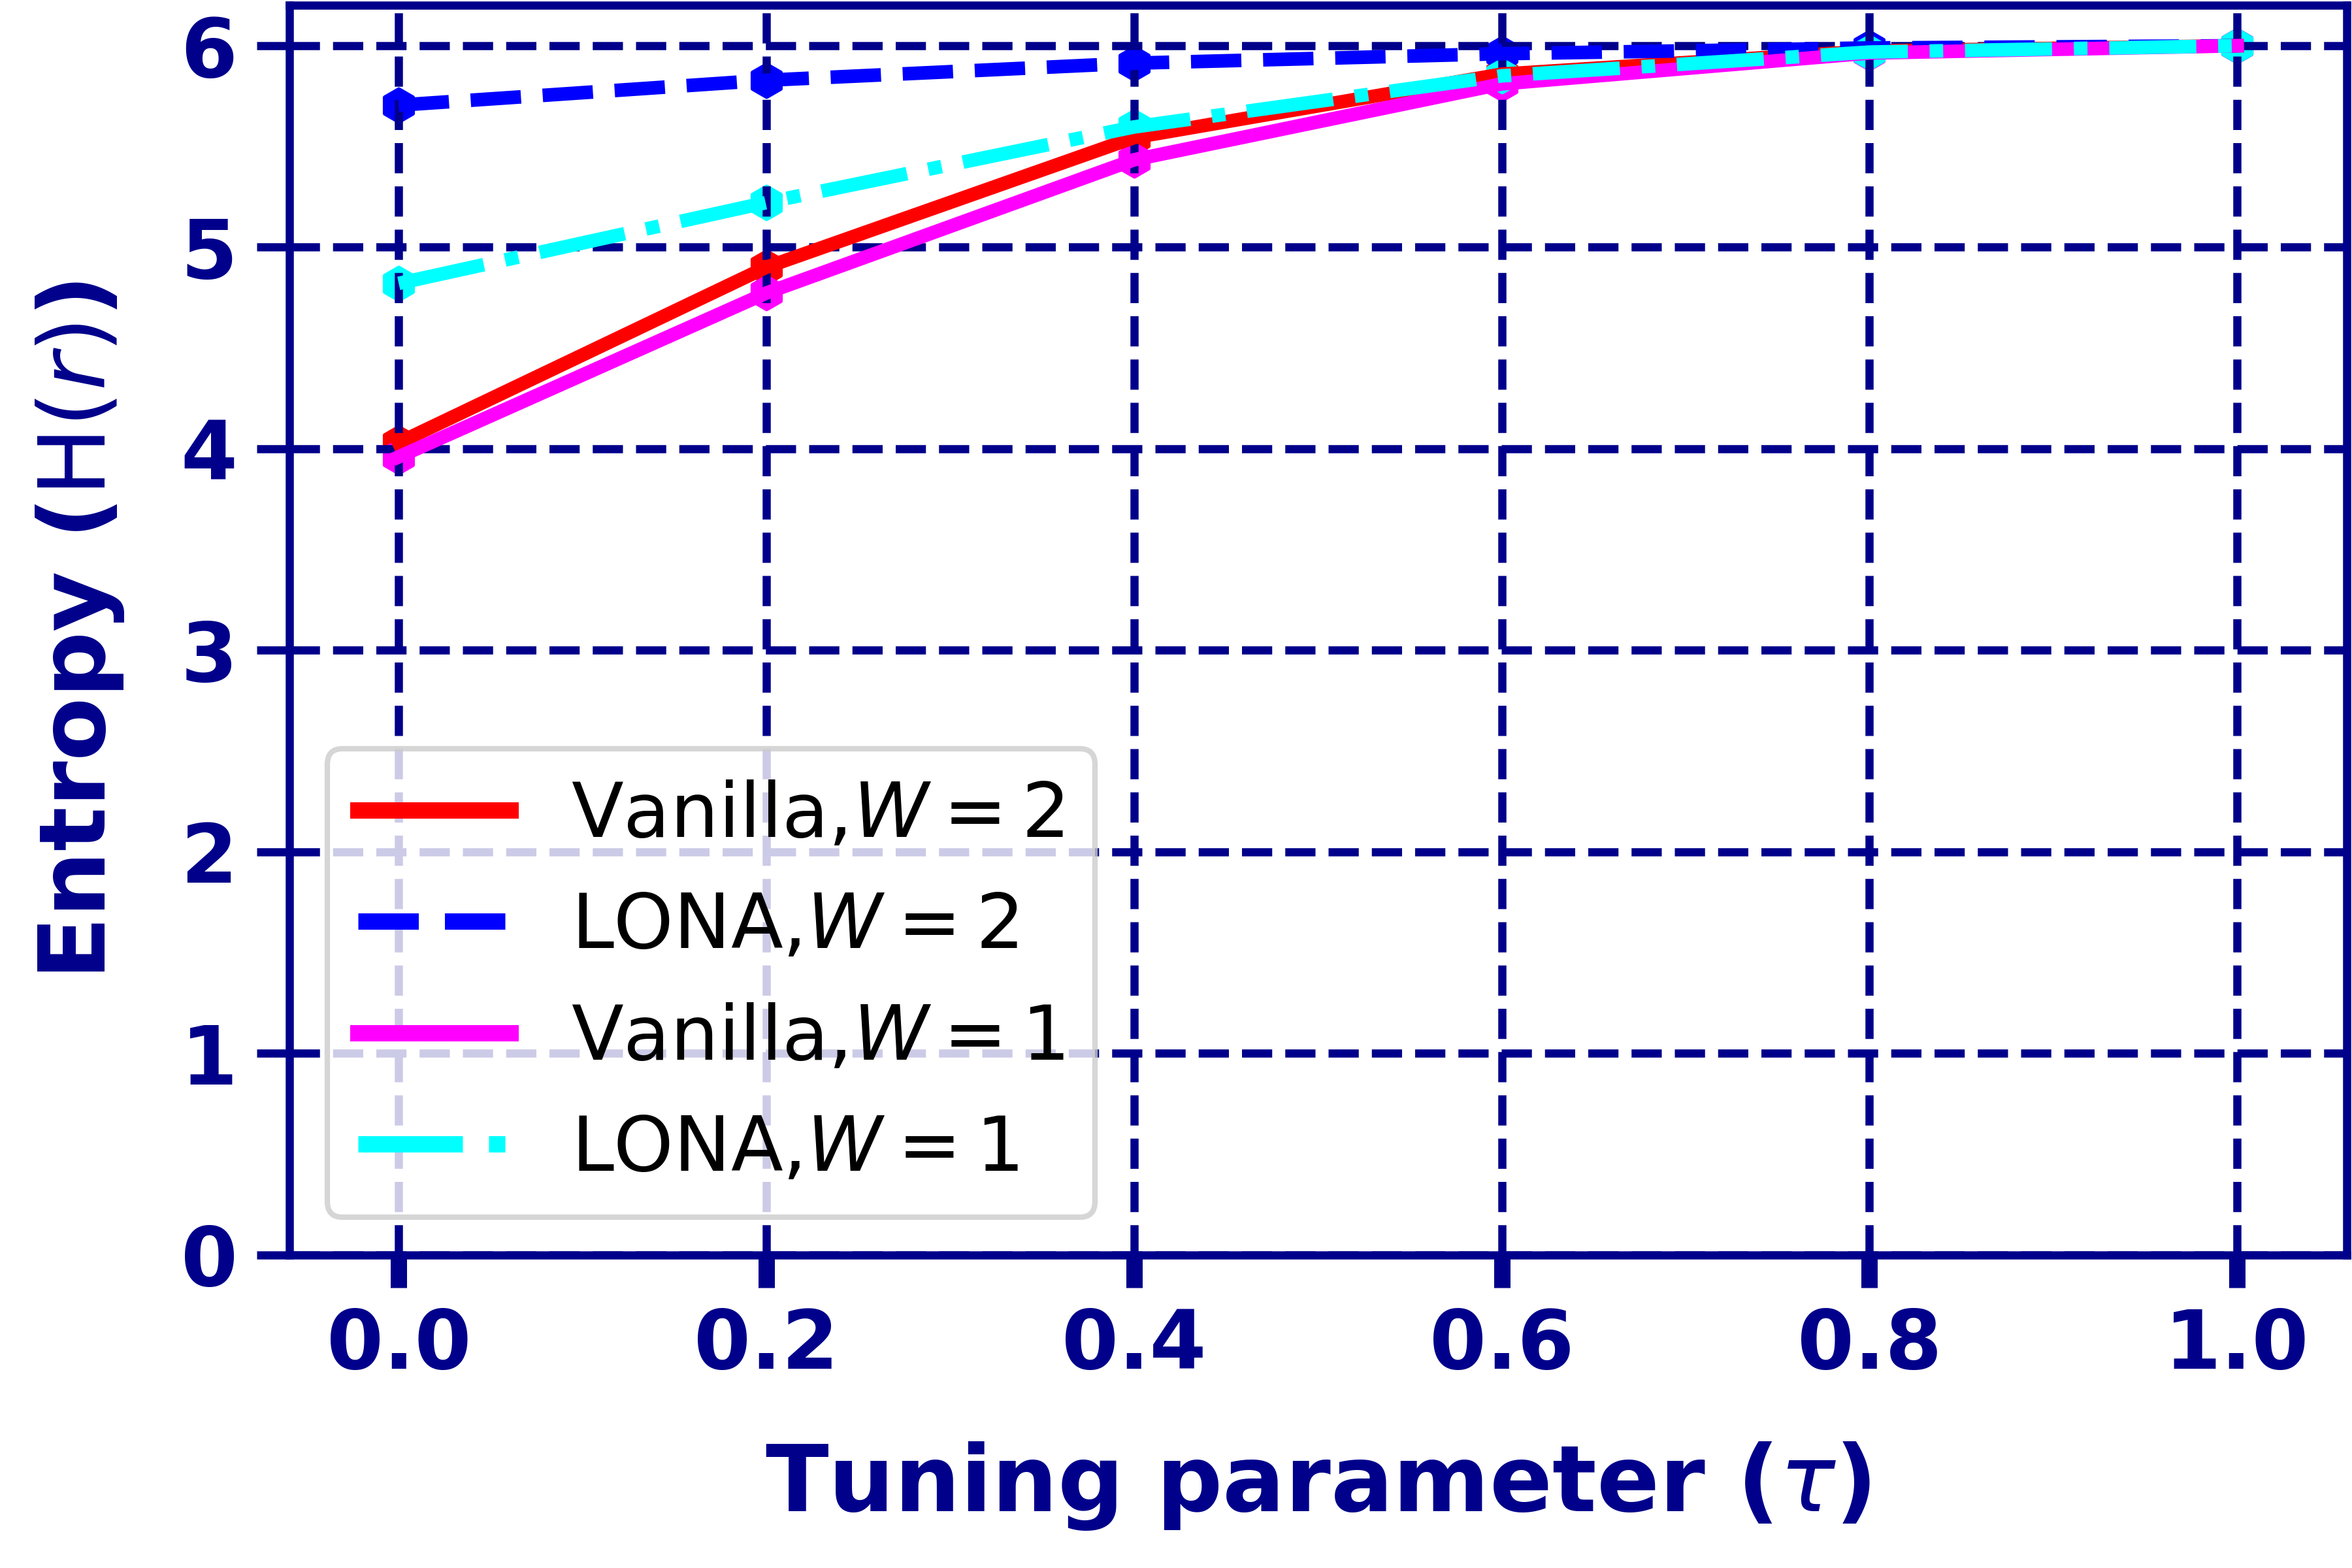 6
5
4
3
2
1
0
Entropy (H(r))
Vanilla,W = 2
LONA,W = 2
Vanilla,W = 1
LONA,W = 1
0.0 0.2 0.4 0.6 0.8 1.0
Tuning parameter (τ)